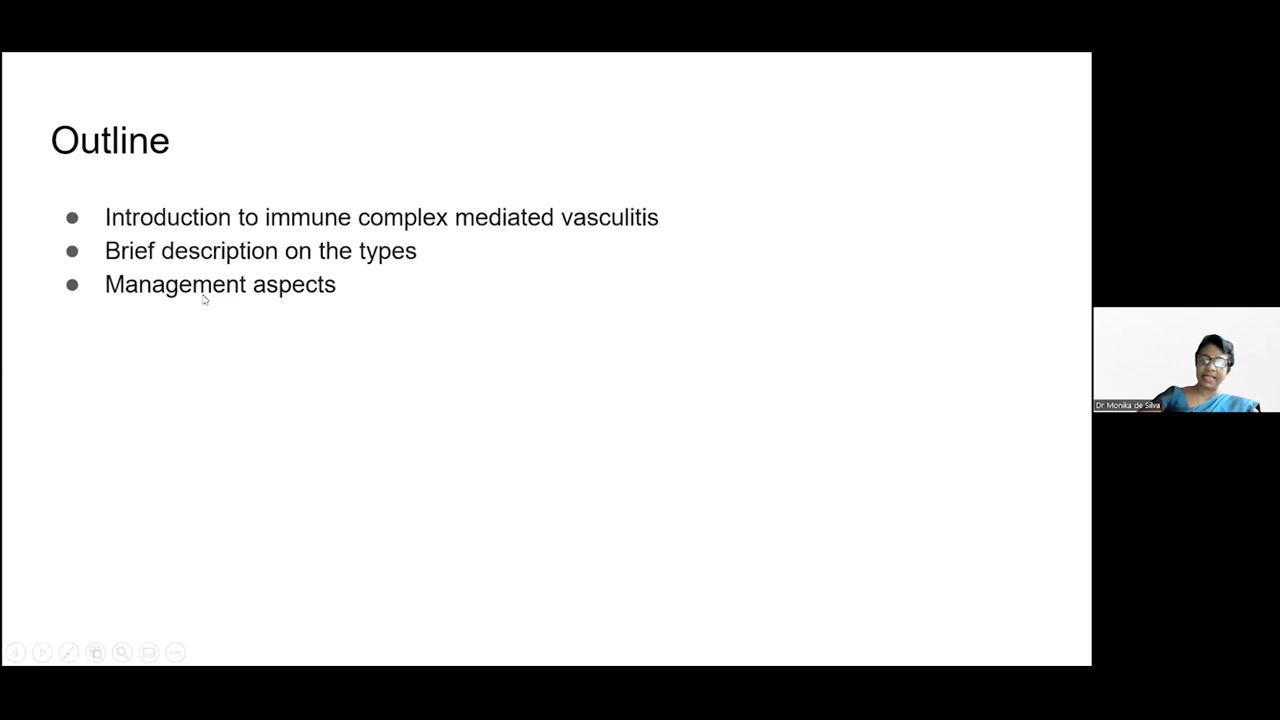 Outline
● Introduction to immune complex mediated vasculitis
● Brief description on the types
● Management aspects
Dr Monika de Silva